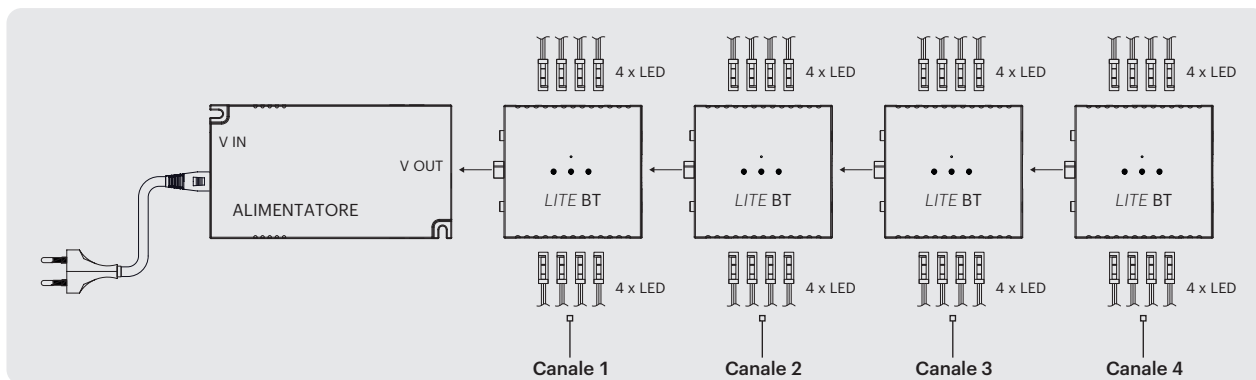 4 x LED
4 x LED
4 x LED
4 x LED
V IN
V OUT
ALIMENTATORE
LITE BT
LITE BT
LITE BT
LITE BT
4 x LED
4 x LED
4 x LED
4 x LED
Canale 1
Canale 2
Canale 3
Canale 4